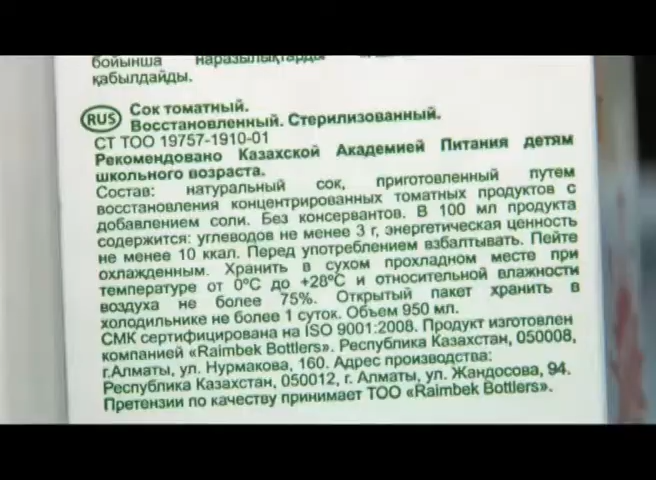 бойынша наразылықтарды
қабылдайды.
RUS
Сок томатный.
Восстановленный. Стерилизованный.
СТ ТОО 19757-1910-01
Рекомендовано Казахской Академией Питания детям
школьного возраста.
Состав: натуральный сок, приготовленный путем
восстановления концентрированных томатных продуктов с
добавлением соли. Без консервантов. В 100 мл продукта
содержится: углеводов не менее 3 г, энергетическая ценность
не менее 10 ккал. Перед употреблением взбалтывать. Пейте
охлажденным. Хранить в сухом прохладном месте при
температуре от 0°С до +28°С и относительной влажности
воздуха не более 75%. Открытый пакет хранить в
холодильнике не более 1 суток. Объем 950 мл.
СМК сертифицирована на ISO 9001:2008. Продукт изготовлен
компанией «Raimbek Bottlers». Республика Казахстан, 050008,
г.Алматы, ул. Нурмакова, 160. Адрес производства:
Республика Казахстан, 050012, г. Алматы, ул. Жандосова, 94.
Претензии по качеству принимает ТОО «Raimbek Bottlers».